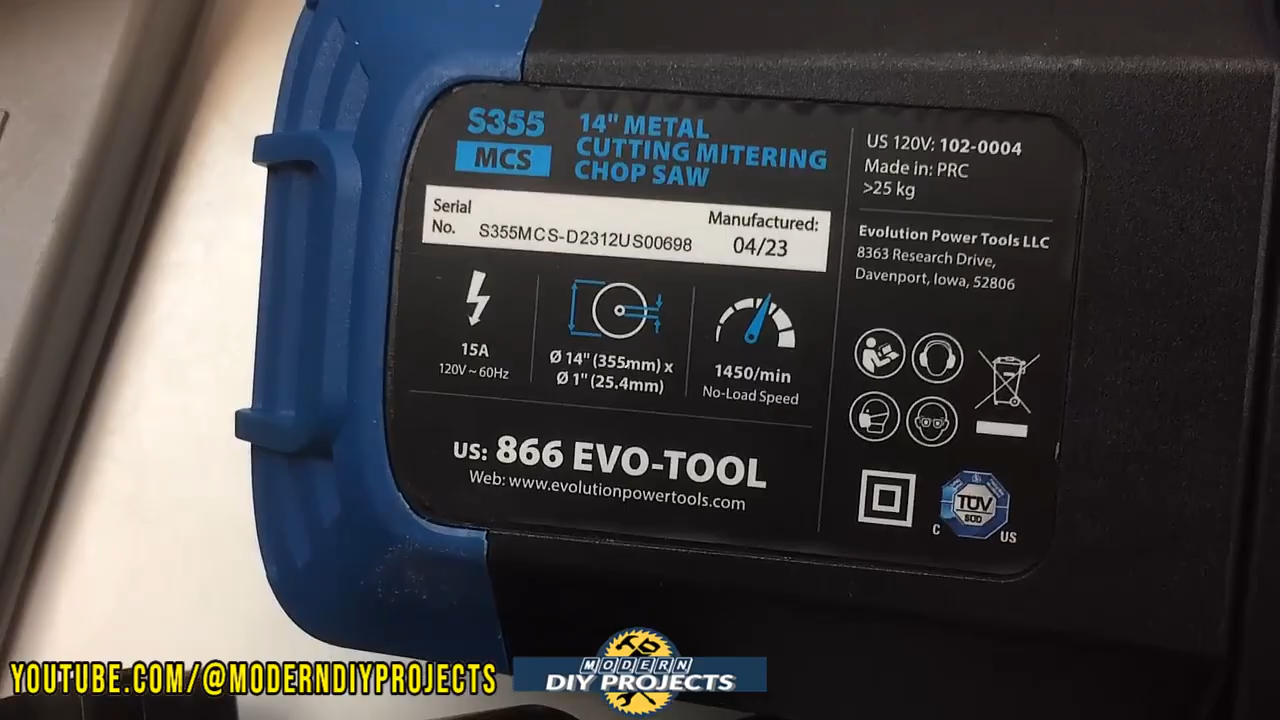 S355
MCS
14" METAL
CUTTING MITERING
CHOP SAW
Serial
No.
S355MCS-D2312US00698
Manufactured:
04/23
15A
120V ~ 60Hz
Ø 14" (355mm) x
Ø 1" (25.4mm)
1450/min
No-Load Speed
US: 866 EVO-TOOL
Web: www.evolutionpowertools.com
US 120V: 102-0004
Made in: PRC
>25 kg
Evolution Power Tools LLC
8363 Research Drive,
Davenport, Iowa, 52806
TÜV
SÜD
C
US
YOUTUBE.COM/@MODERNDIYPROJECTS
MODERN
DIY PROJECTS